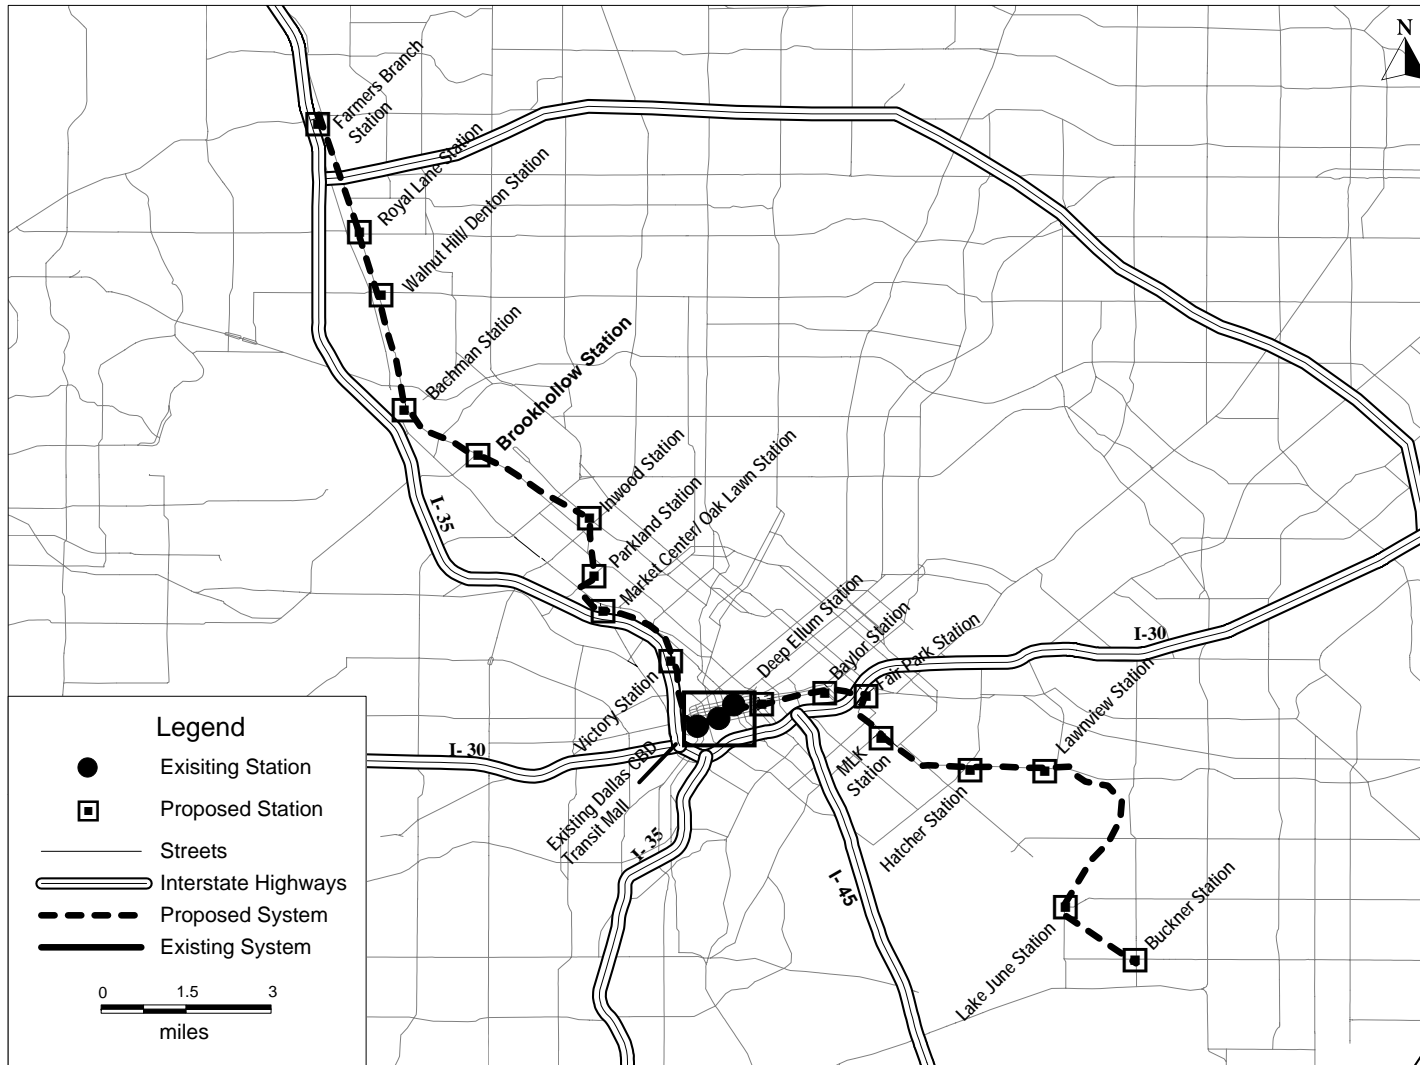 N
Farmers Branch
Station
Royal Lane Station
Walnut Hill/ Denton Station
Bachman Station
Brookhollow Station
Inwood Station
Parkland Station
Market Center/ Oak Lawn Station
I- 35
Deep Ellum Station
Baylor Station
Fair Park Station
I-30
Victory Station
Lawnview Station
MLK
Station
Hatcher Station
Existing Dallas CBD
Transit Mall
I- 30
I- 35
I- 45
Lake June Station
Buckner Station
Legend
Exisiting Station
Proposed Station
Streets
Interstate Highways
Proposed System
Existing System
0 1.5 3
miles